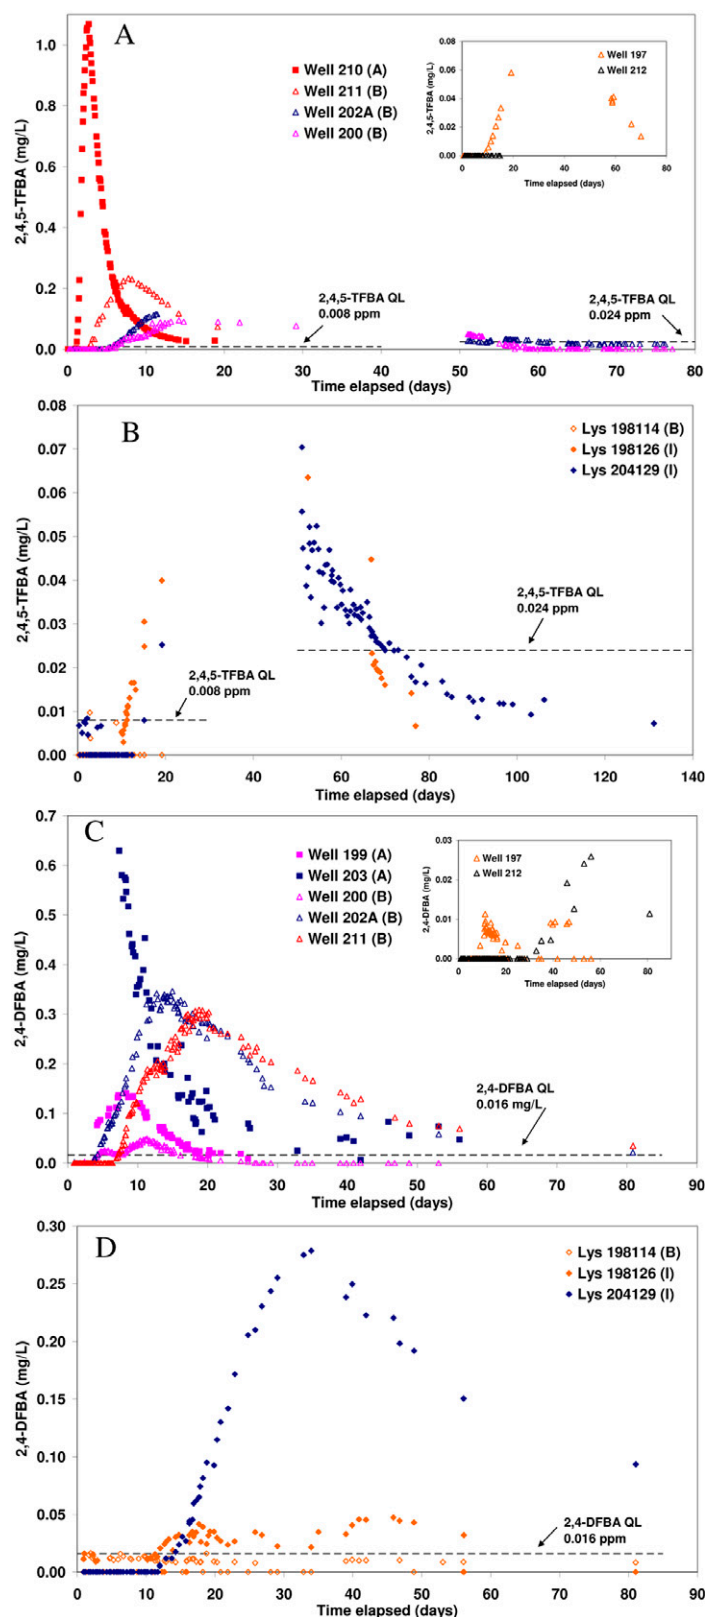 A
1.0
0.8
0.6
0.4
0.2
0.0
2,4,5-TFBA (mg/L)
Well 210 (A)
Well 211 (B)
Well 202A (B)
Well 200 (B)
0.08
0.06
0.04
0.02
0.00
2,4,5-TFBA (mg/L)
Well 197
Well 212
0 20 40 60 80
Time elapsed (days)
2,4,5-TFBA QL
0.008 ppm
2,4,5-TFBA QL
0.024 ppm
0 10 20 30 40 50 60 70 80
Time elapsed (days)
B
0.08
0.07
0.06
0.05
0.04
0.03
0.02
0.01
0.00
2,4,5-TFBA (mg/L)
Lys 198114 (B)
Lys 198126 (I)
Lys 204129 (I)
2,4,5-TFBA QL
0.024 ppm
2,4,5-TFBA QL
0.008 ppm
0 20 40 60 80 100 120 140
Time elapsed (days)
C
0.7
0.6
0.5
0.4
0.3
0.2
0.1
0.0
2,4-DFBA (mg/L)
Well 199 (A)
Well 203 (A)
Well 200 (B)
Well 202A (B)
Well 211 (B)
0.03
0.02
0.01
0.00
2,4-DFBA (mg/L)
Well 197
Well 212
0 20 40 60 80
Time elapsed (days)
2,4-DFBA QL
0.016 mg/L
0 10 20 30 40 50 60 70 80 90
Time elapsed (days)
D
0.30
0.25
0.20
0.15
0.10
0.05
0.00
2,4-DFBA (mg/L)
Lys 198114 (B)
Lys 198126 (I)
Lys 204129 (I)
2,4-DFBA QL
0.016 ppm
0 10 20 30 40 50 60 70 80 90
Time elapsed (days)